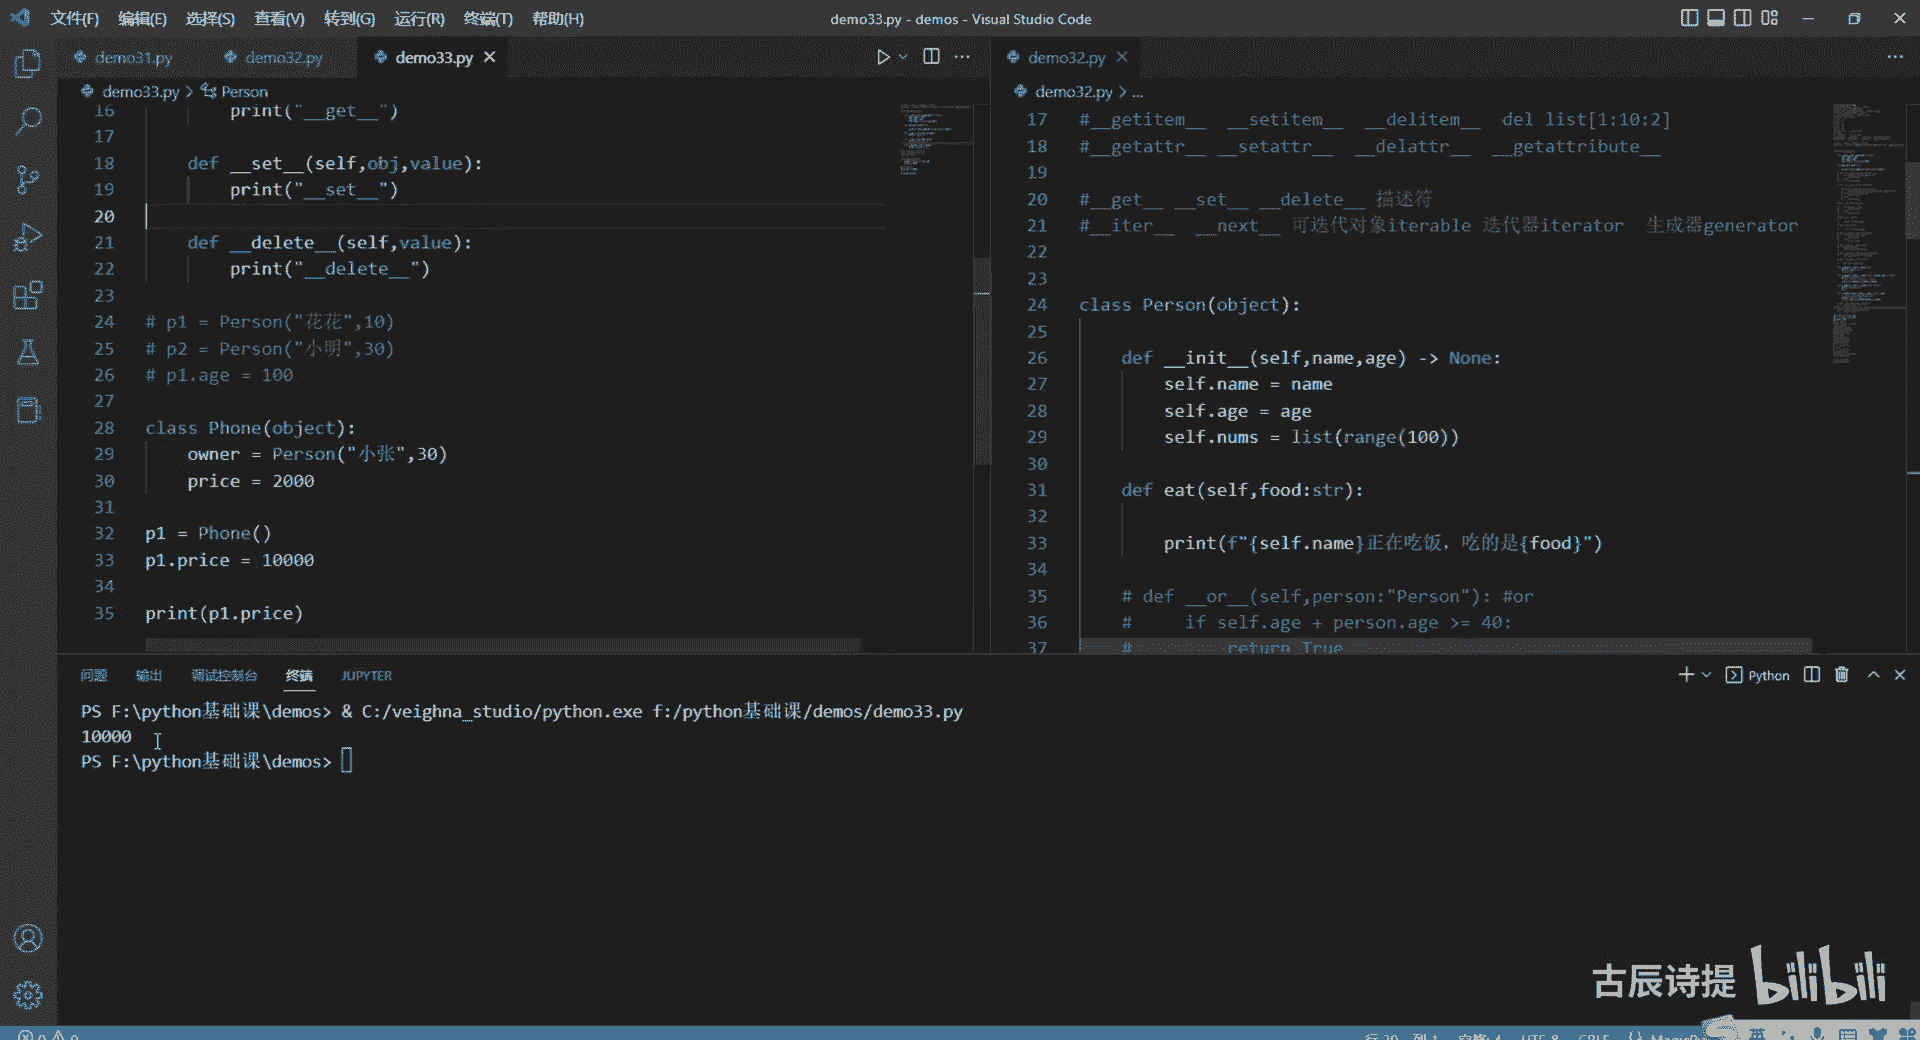 文件(F) 编辑(E) 选择(S) 查看(V) 转到(G) 运行(R) 终端(T) 帮助(H)
demo33.py - demos - Visual Studio Code
demo31.py demo32.py demo33.py
demo33.py > Person
16 print("__get__")
17
18 def __set__(self,obj,value):
19 print("__set__")
20
21 def __delete__(self,value):
22 print("__delete__")
23
24 # p1 = Person("花花",10)
25 # p2 = Person("小明",30)
26 # p1.age = 100
27
28 class Phone(object):
29 owner = Person("小张",30)
30 price = 2000
31
32 p1 = Phone()
33 p1.price = 10000
34
35 print(p1.price)
demo32.py
demo32.py > ...
17 #__getitem__ __setitem__ __delitem__ del list[1:10:2]
18 #__getattr__ __setattr__ __delattr__ __getattribute__
19
20 #__get__ __set__ __delete__ 描述符
21 #__iter__ __next__ 可迭代对象iterable 迭代器iterator 生成器generator
22
23
24 class Person(object):
25
26 def __init__(self,name,age) -> None:
27 self.name = name
28 self.age = age
29 self.nums = list(range(100))
30
31 def eat(self,food:str):
32
33 print(f"{self.name}正在吃饭，吃的是{food}")
34
35 # def __or__(self,person:"Person"): #or
36 # if self.age + person.age >= 40:
37 # return True
问题 输出 调试控制台 终端 JUPYTER
Python
PS F:\python基础课\demos> & C:/veighna_studio/python.exe f:/python基础课/demos/demo33.py
10000
PS F:\python基础课\demos>
古辰诗提 bilibili